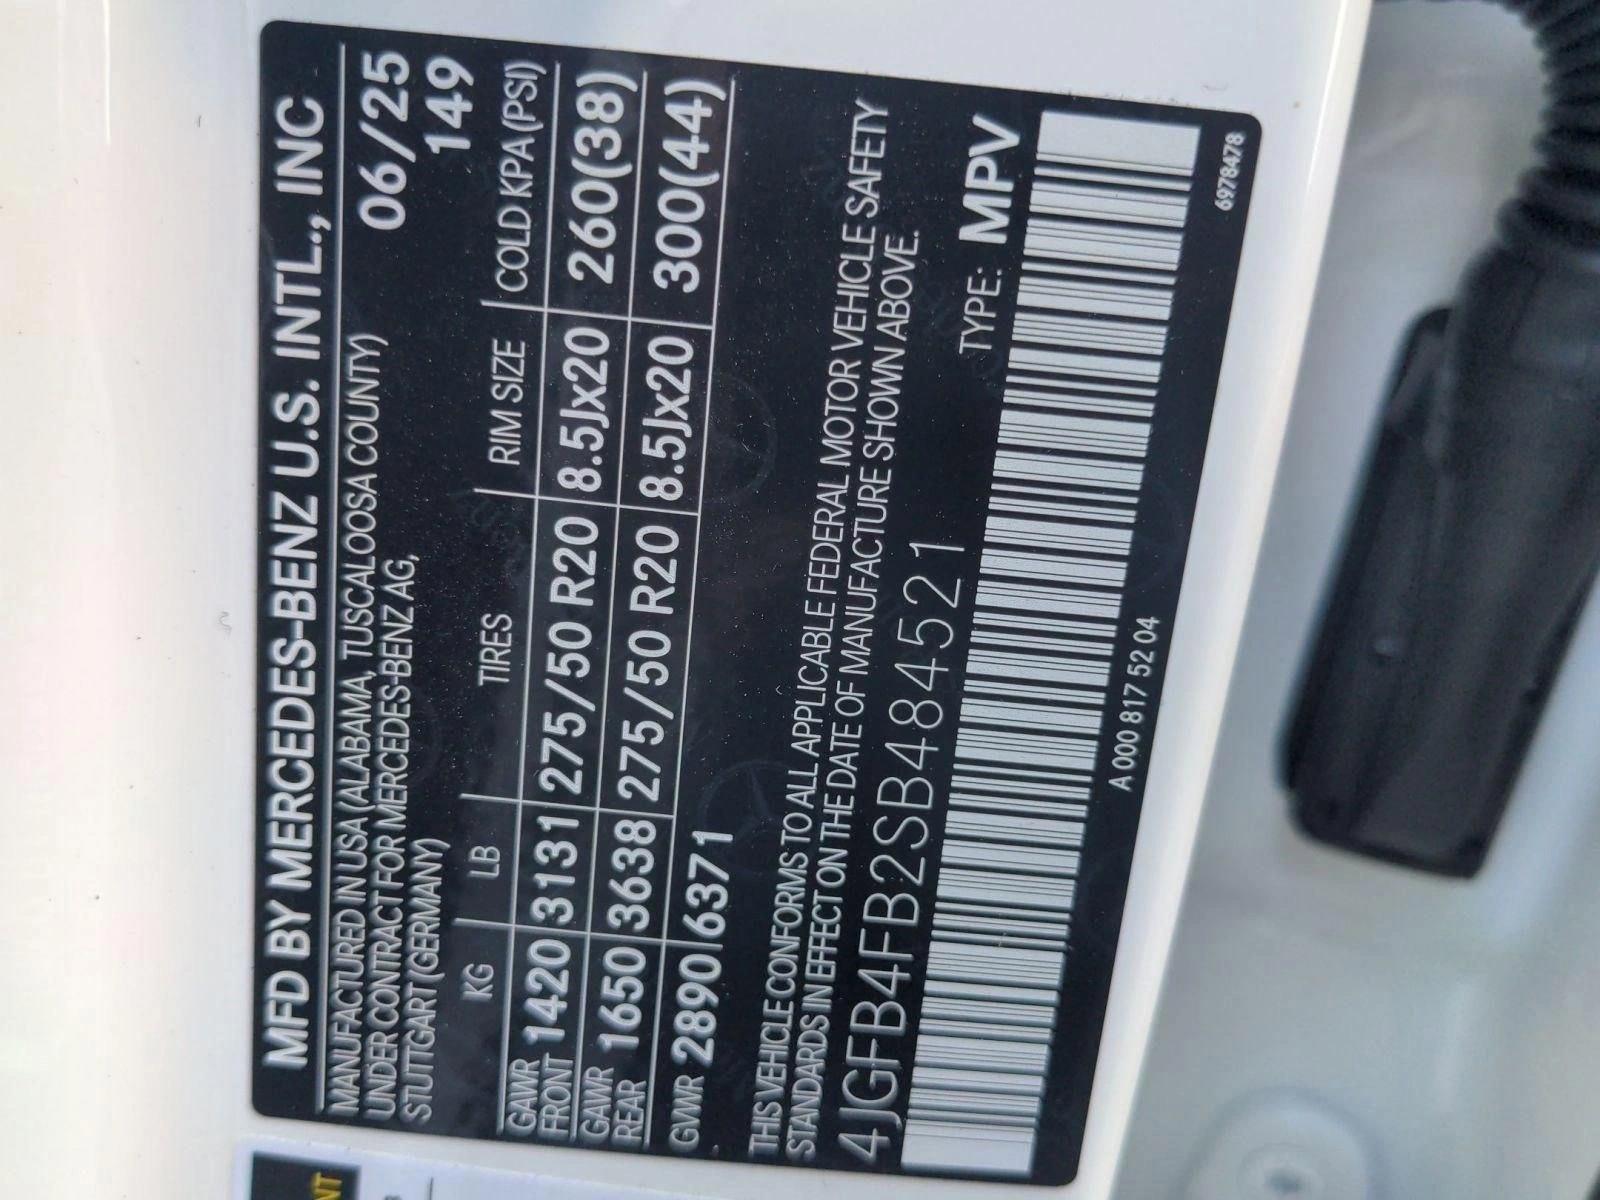 MFD BY MERCEDES-BENZ U.S. INTL., INC
MANUFACTURED IN USA (ALABAMA, TUSCALOOSA COUNTY) 06/25
UNDER CONTRACT FOR MERCEDES-BENZ AG, 149
STUTTGART (GERMANY)
KG LB TIRES RIM SIZE COLD KPA (PSI)
GAWR FRONT 1420 3131 275/50 R20 8.5Jx20 260(38)
GAWR REAR 1650 3638 275/50 R20 8.5Jx20 300(44)
GVWR 2890 6371
THIS VEHICLE CONFORMS TO ALL APPLICABLE FEDERAL MOTOR VEHICLE SAFETY
STANDARDS IN EFFECT ON THE DATE OF MANUFACTURE SHOWN ABOVE.
4JGFB4FB2SB484521 TYPE: MPV
A 000 817 52 04 6978478